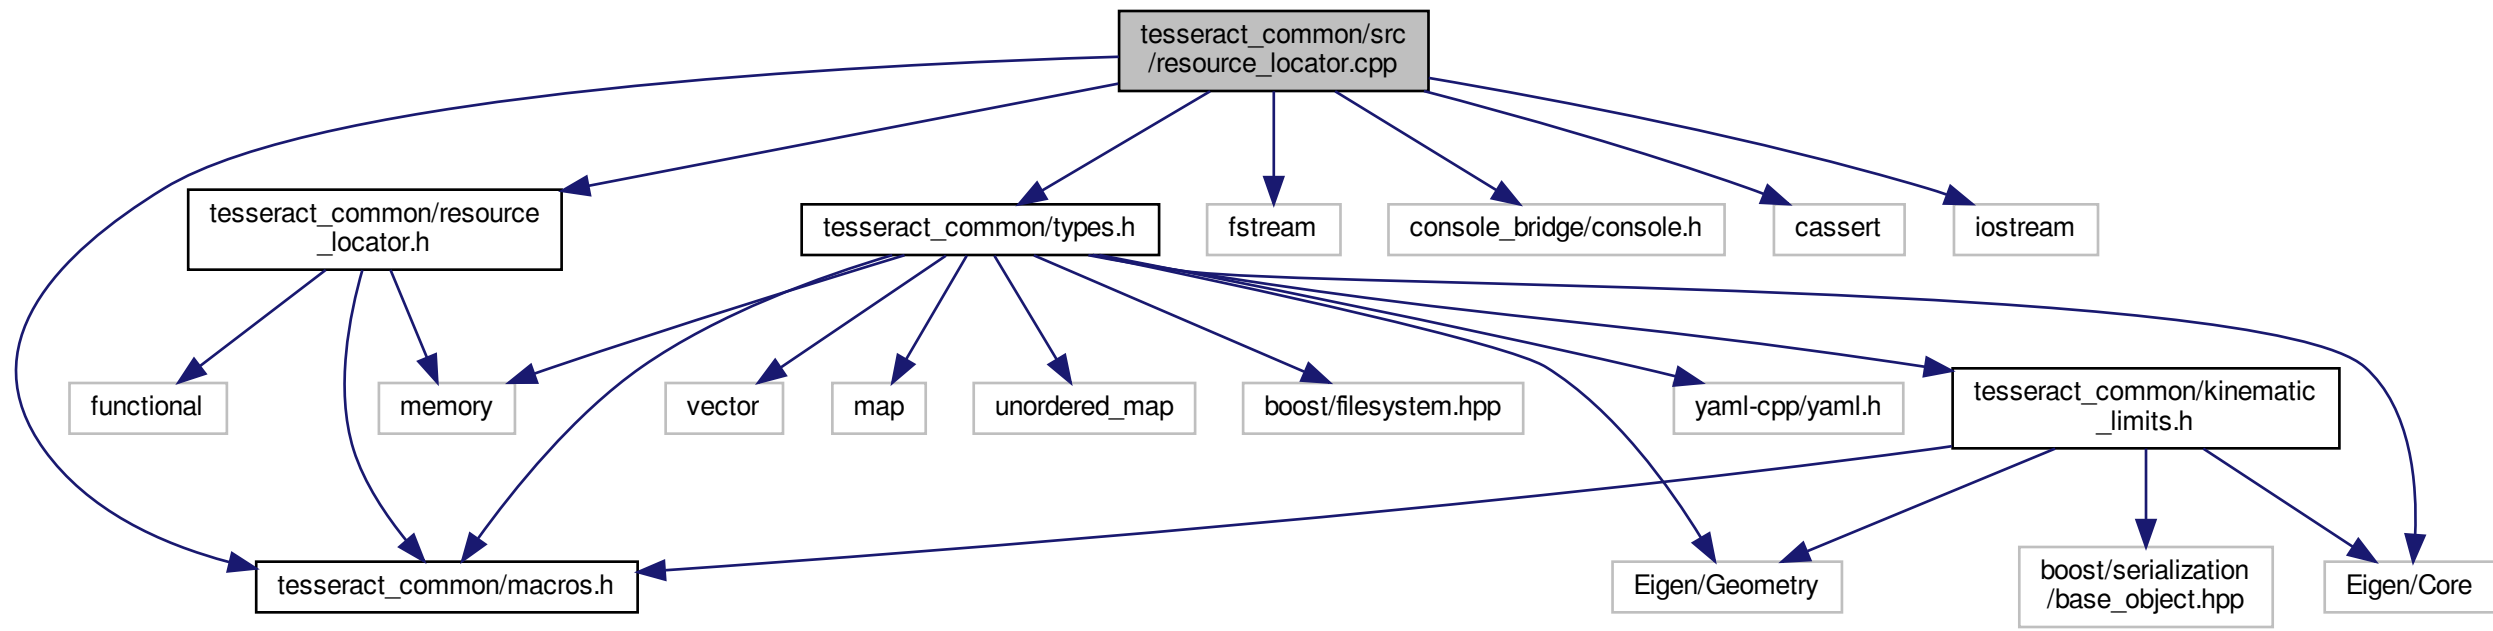 tesseract_common/src
/resource_locator.cpp
tesseract_common/resource
_locator.h
tesseract_common/types.h
fstream
console_bridge/console.h
cassert
iostream
functional
memory
vector
map
unordered_map
boost/filesystem.hpp
yaml-cpp/yaml.h
tesseract_common/kinematic
_limits.h
tesseract_common/macros.h
Eigen/Geometry
boost/serialization
/base_object.hpp
Eigen/Core